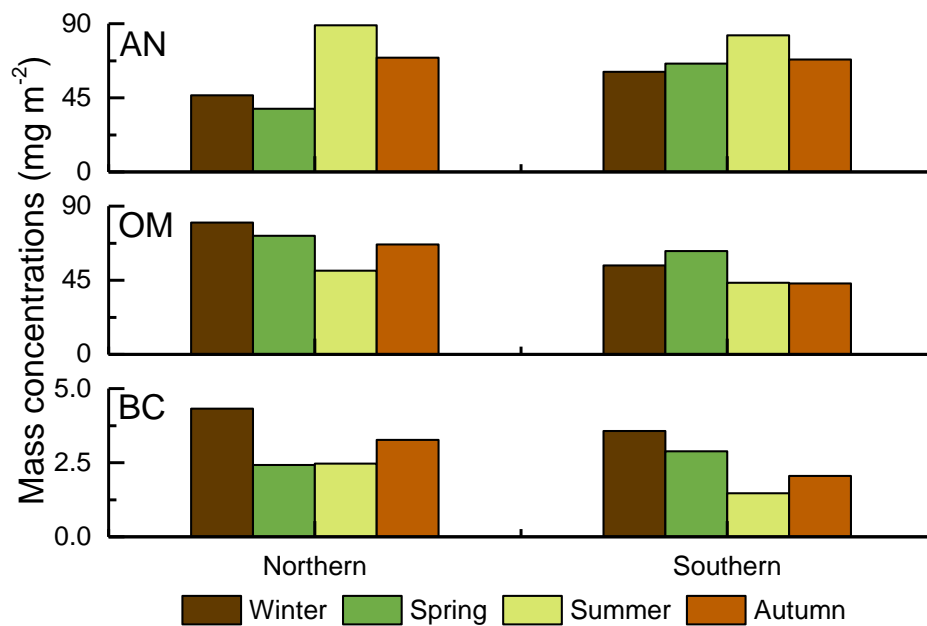 Mass concentrations (mg m⁻²)
AN
90
45
0
OM
90
45
0
BC
5.0
2.5
0.0
Northern Southern
Winter Spring Summer Autumn